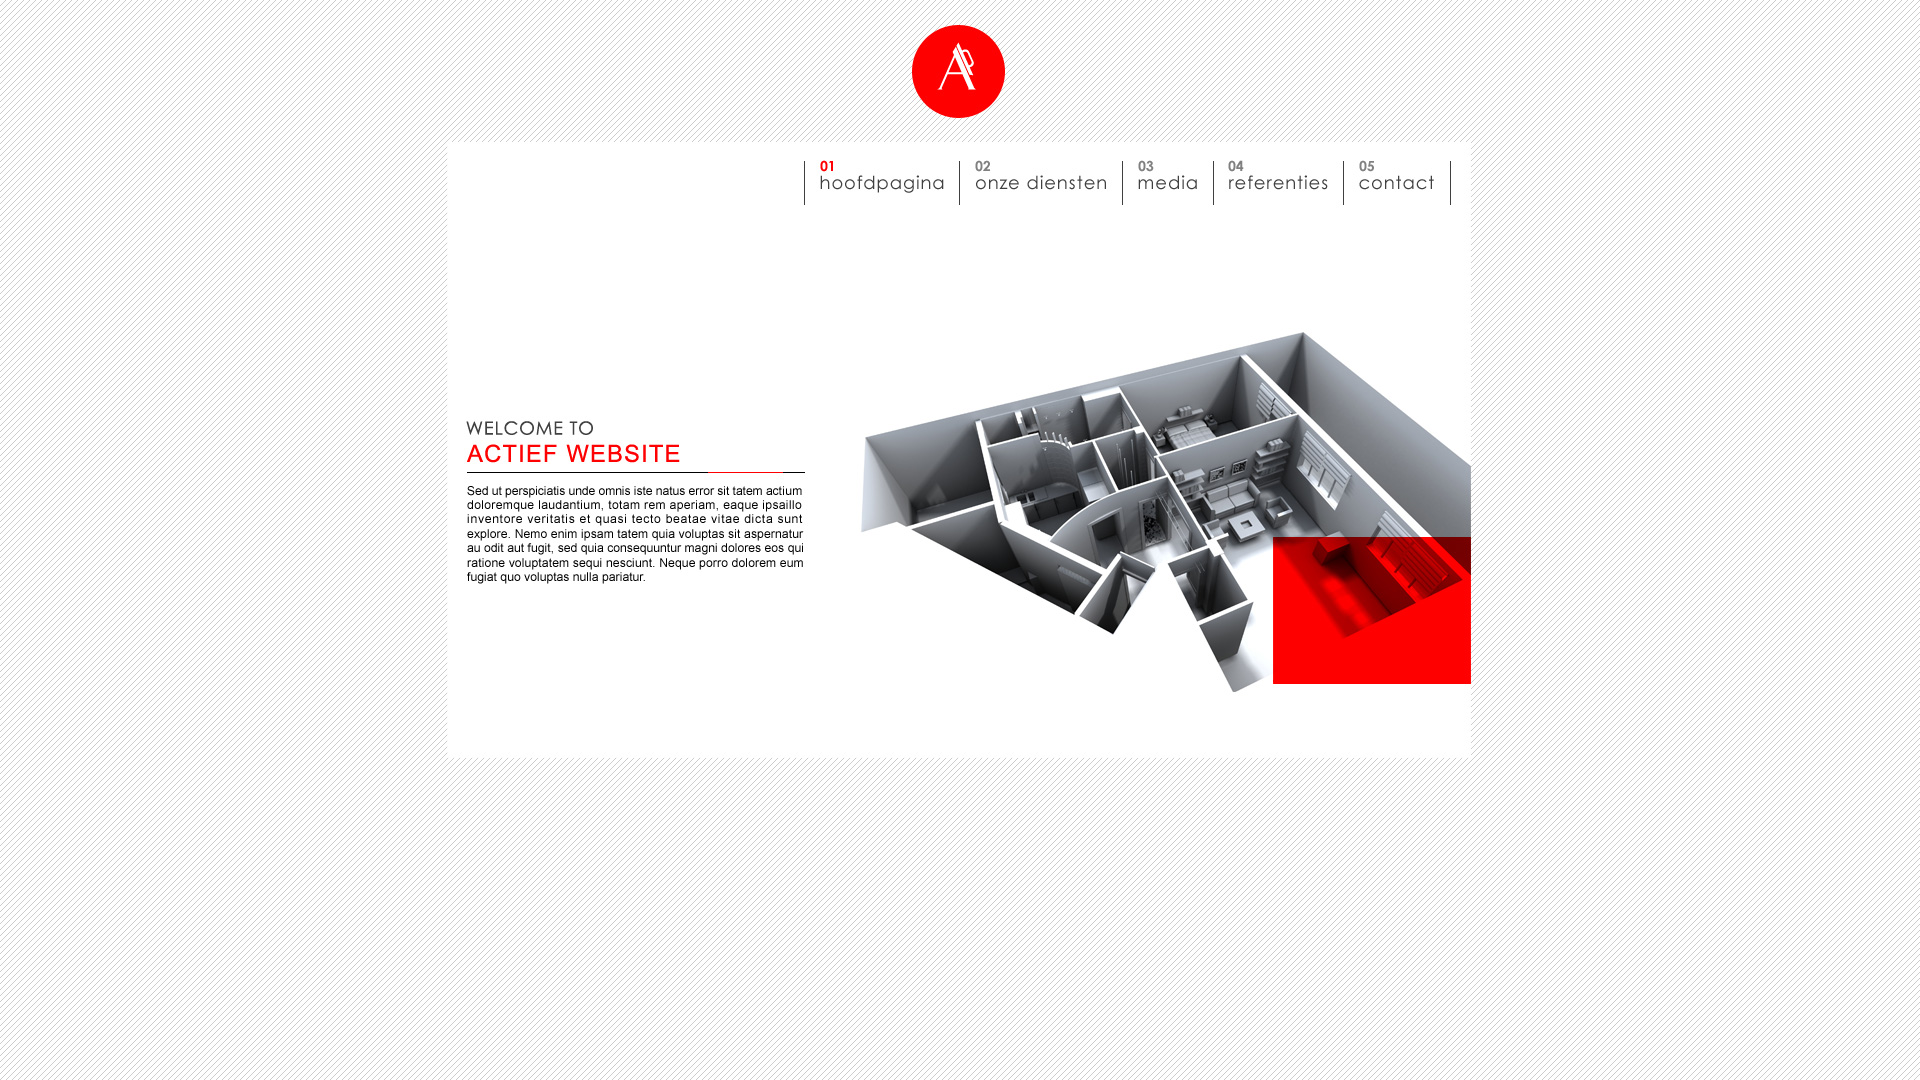 01
hoofdpagina
02
onze diensten
03
media
04
referenties
05
contact
WELCOME TO
ACTIEF WEBSITE
Sed ut perspiciatis unde omnis iste natus error sit tatem actium
doloremque laudantium, totam rem aperiam, eaque ipsaillo
inventore veritatis et quasi tecto beatae vitae dicta sunt
explore. Nemo enim ipsam tatem quia voluptas sit aspernatur
au odit aut fugit, sed quia consequuntur magni dolores eos qui
ratione voluptatem sequi nesciunt. Neque porro dolorem eum
fugiat quo voluptas nulla pariatur.